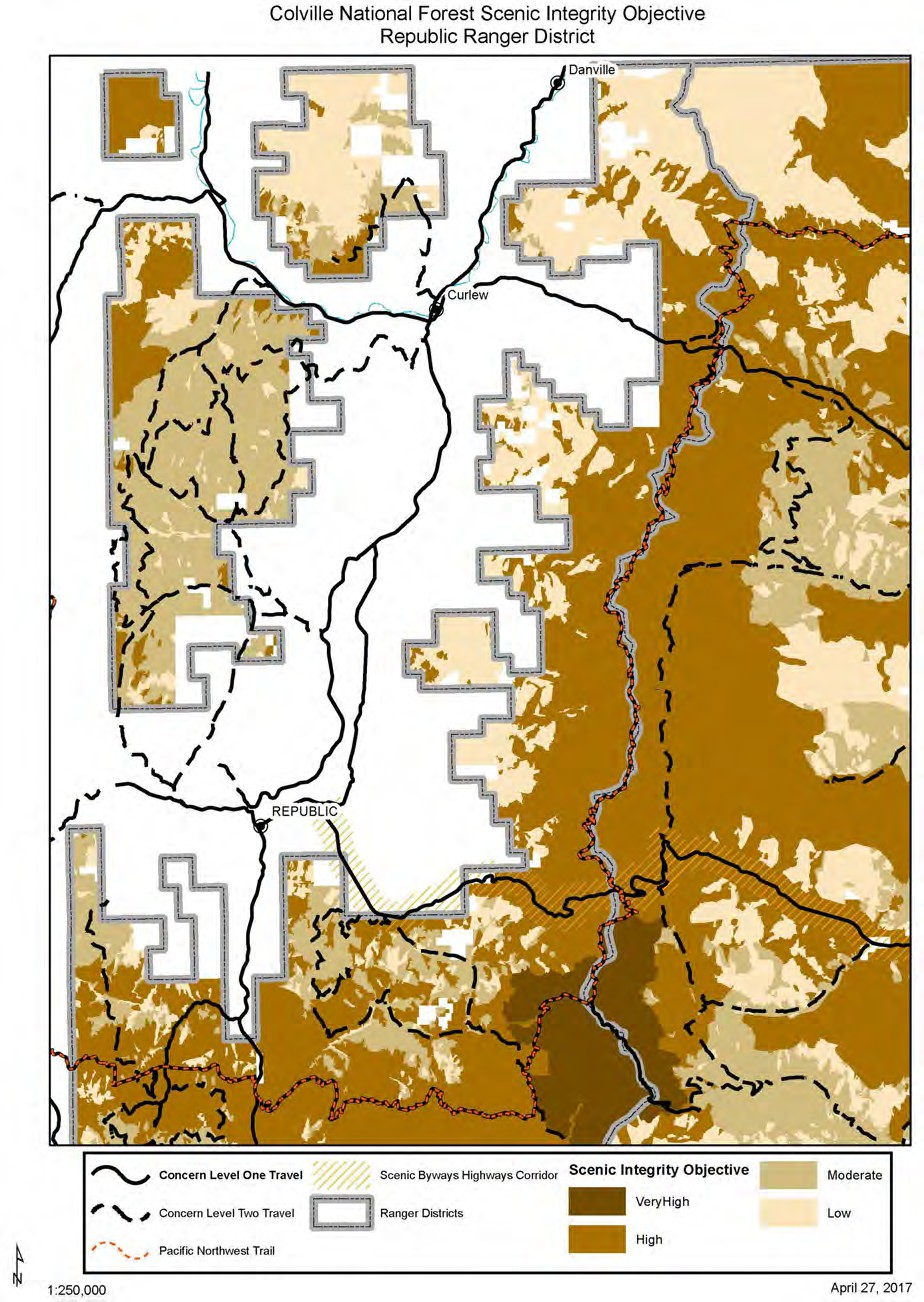 Colville National Forest Scenic Integrity Objective
Republic Ranger District
Danville
Curlew
REPUBLIC
Concern Level One Travel
Concern Level Two Travel
Pacific Northwest Trail
Scenic Byways Highways Corridor
Ranger Districts
Scenic Integrity Objective
VeryHigh
High
Moderate
Low
N
1:250,000
April 27, 2017